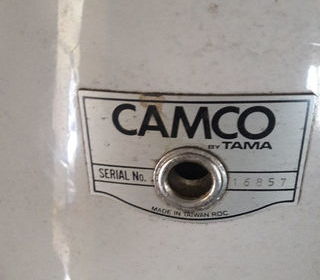 CAMCO
BY TAMA
SERIAL No. 16857
MADE IN TAIWAN ROC